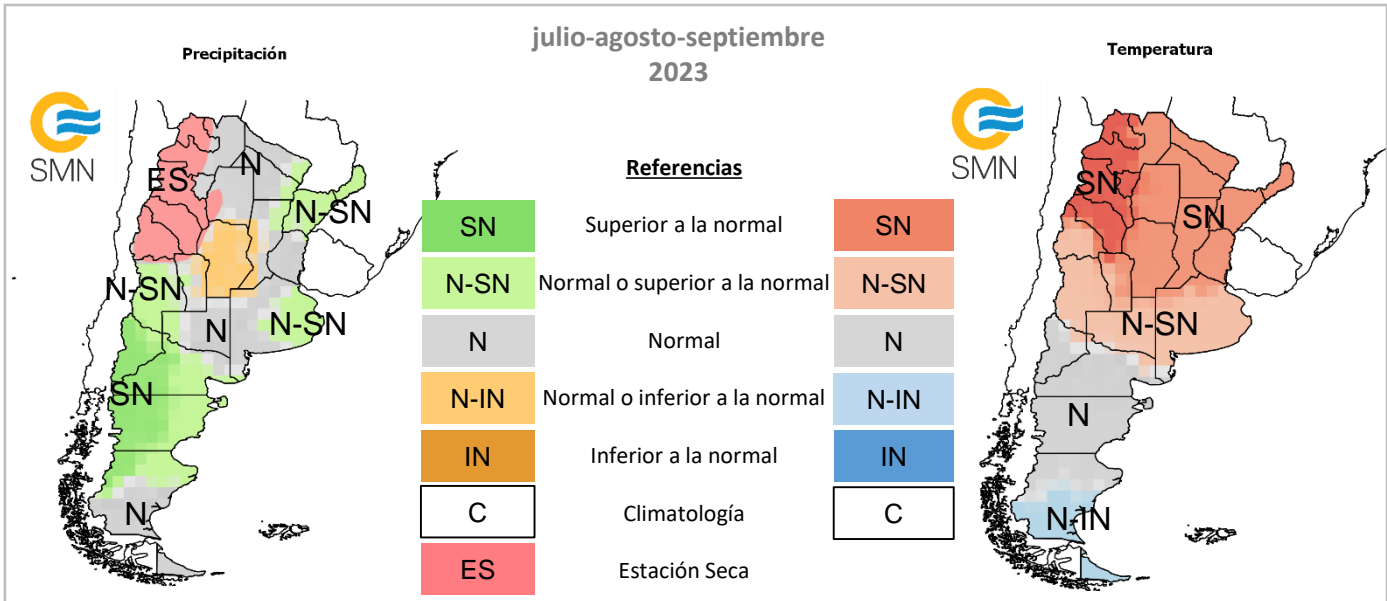 julio-agosto-septiembre
2023
Precipitación
SMN
ES
N
N-SN
N-SN
N
N-SN
SN
N
Referencias
SN Superior a la normal SN
N-SN Normal o superior a la normal N-SN
N Normal N
N-IN Normal o inferior a la normal N-IN
IN Inferior a la normal IN
C Climatología C
ES Estación Seca
Temperatura
SMN
SN
SN
N-SN
N
N-IN